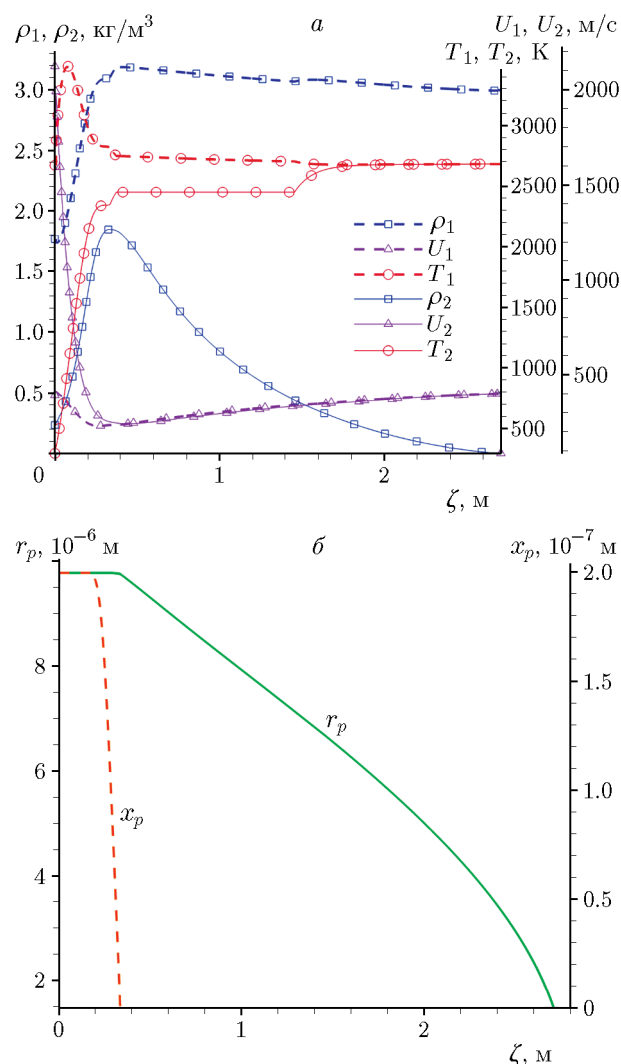 ρ₁, ρ₂, кг/м³ а U₁, U₂, м/с
T₁, T₂, К
3.0 3000 2000
2.5 2500 1500
2.0
1.5 2000 1000
1.0 1500
0.5 1000 500
0 500
1 2
ζ, м
ρ₁
U₁
T₁
ρ₂
U₂
T₂
rₚ, 10⁻⁶ м б xₚ, 10⁻⁷ м
2.0
8 1.5
rₚ
6 1.0
xₚ
4 0.5
2
0 1 2 0
ζ, м